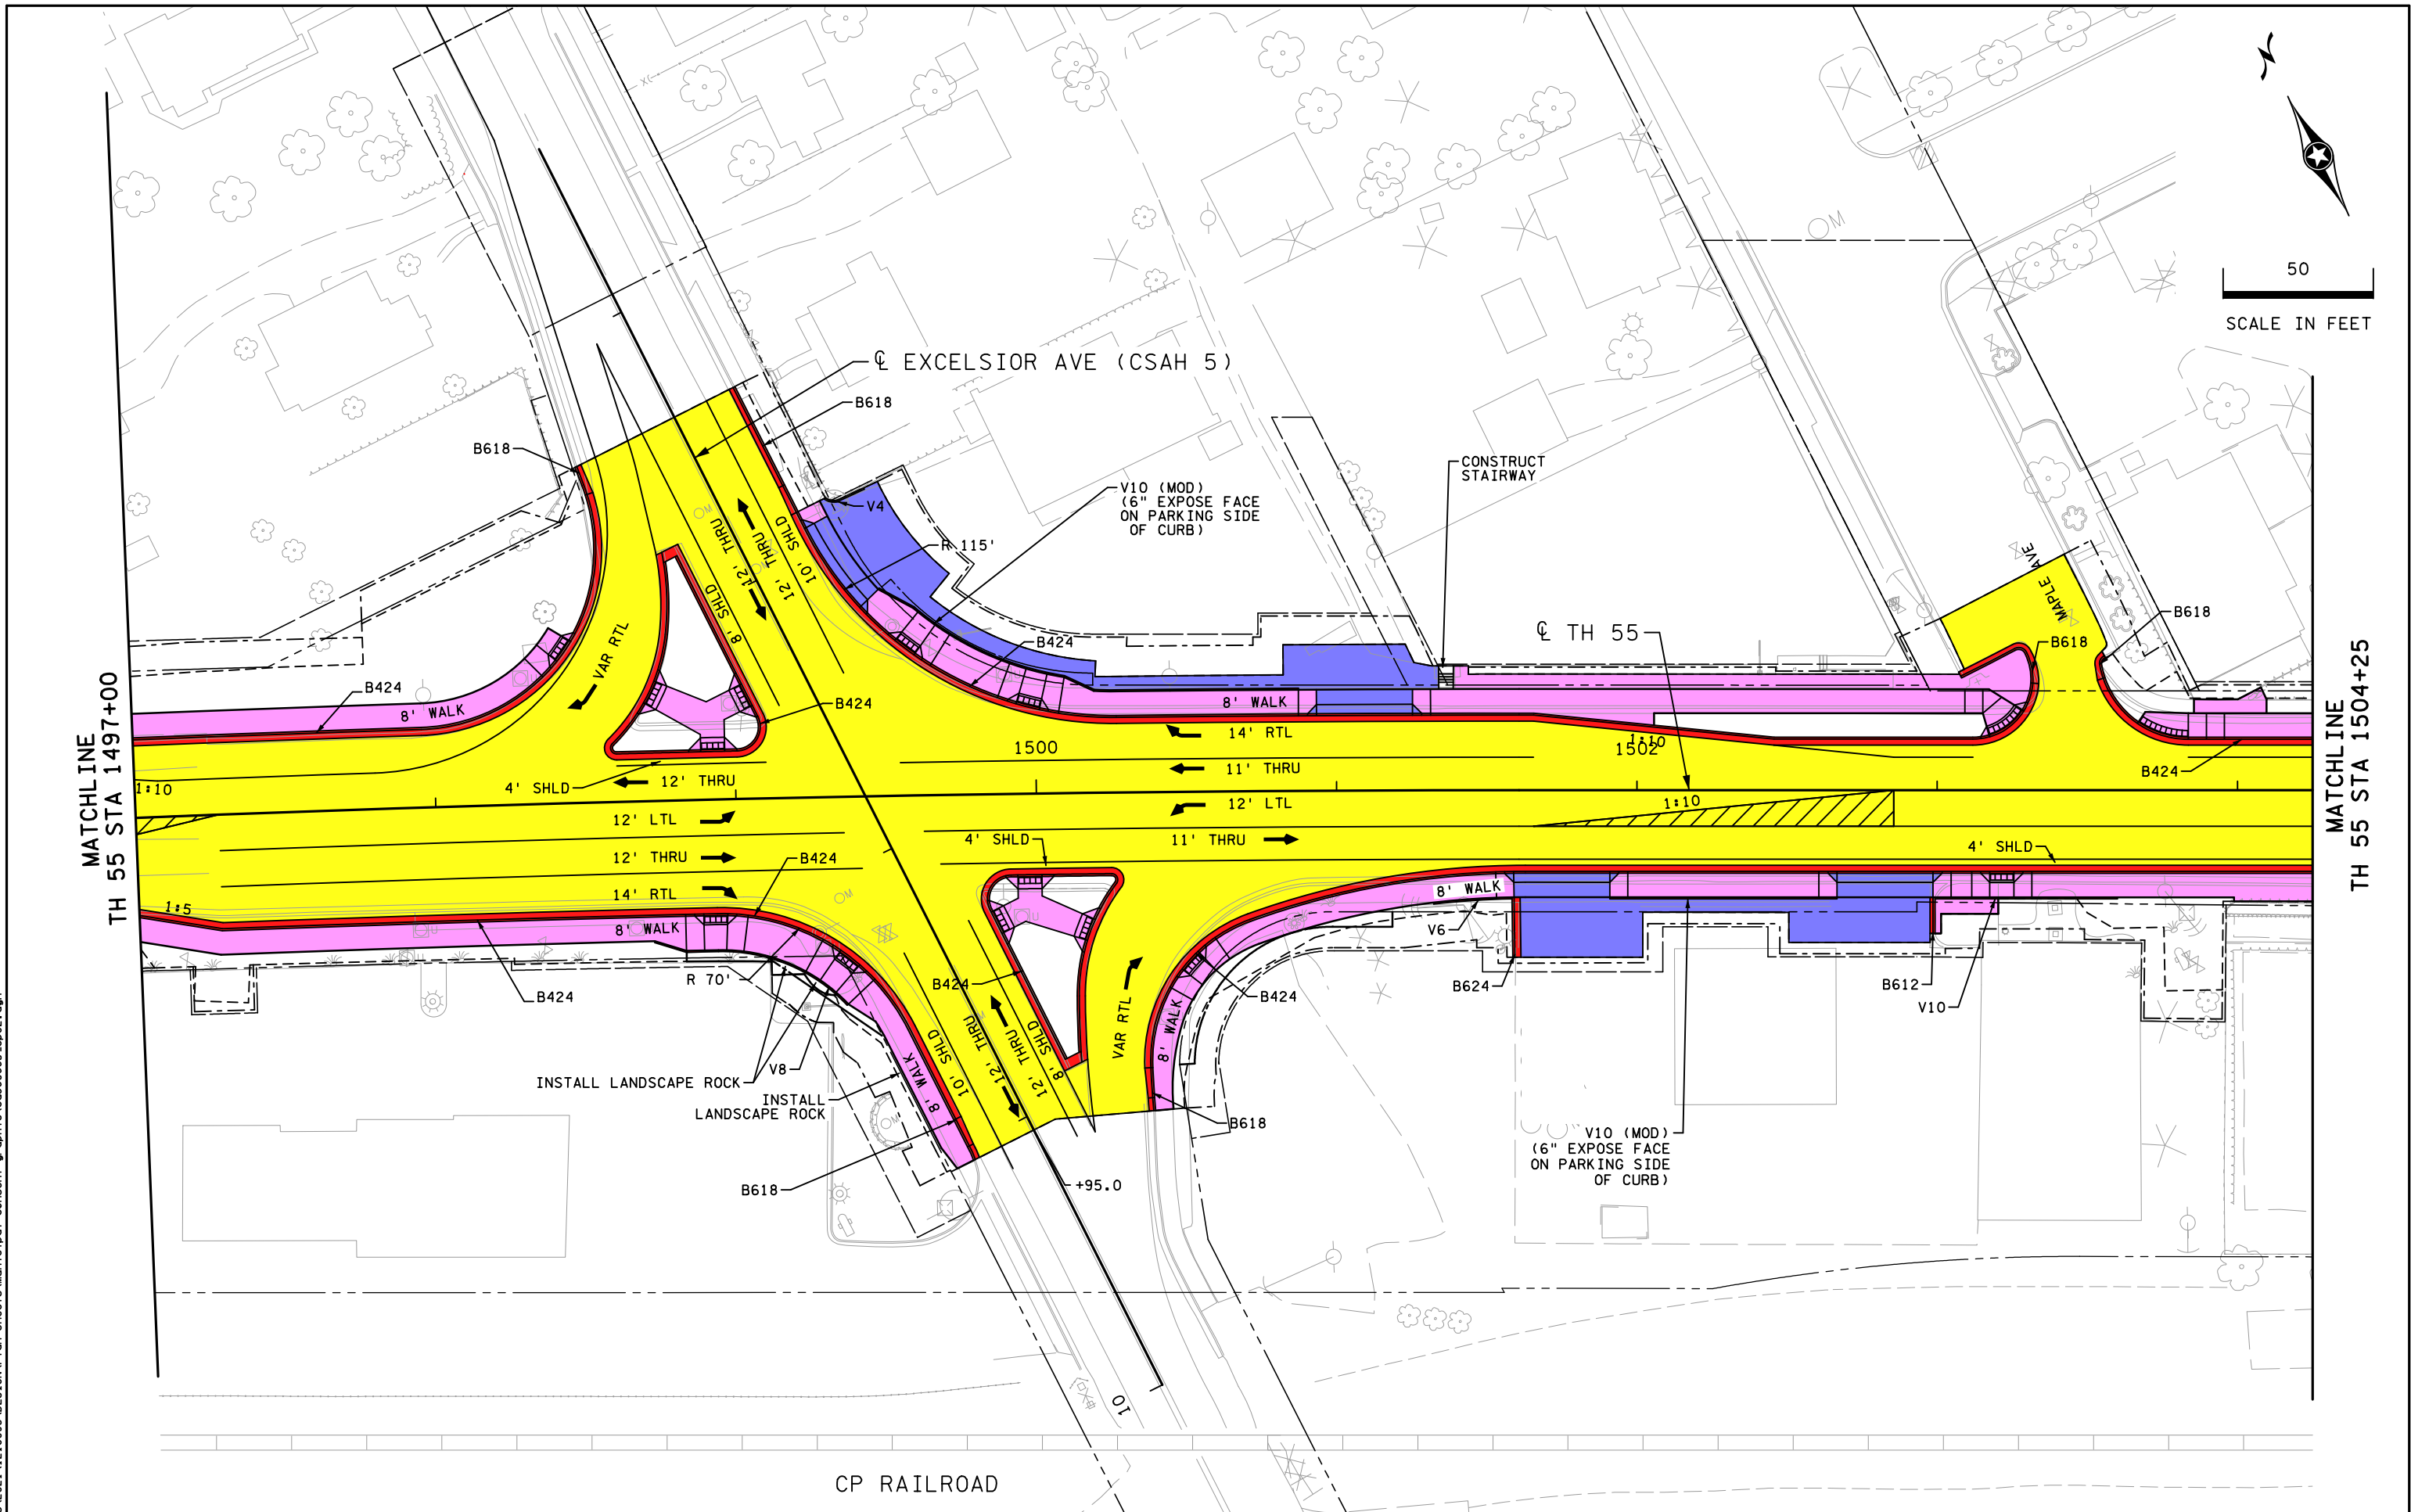 50
SCALE IN FEET
℄ EXCELSIOR AVE (CSAH 5)
B618
B618
CONSTRUCT
STAIRWAY
V10 (MOD)
(6" EXPOSE FACE
ON PARKING SIDE
OF CURB)
V4
R 115'
12' THRU
12' THRU
10' SHLD
8' SHLD
VAR RTL
MAPLE AVE
B618
B618
℄ TH 55
B424
B424
8' WALK
B424
8' WALK
14' RTL
1500
1502
1:10
11' THRU
B424
MATCHLINE
TH 55 STA 1497+00
MATCHLINE
TH 55 STA 1504+25
1:10
4' SHLD
12' THRU
12' LTL
12' LTL
1:10
4' SHLD
11' THRU
4' SHLD
12' THRU
B424
14' RTL
1:5
8' WALK
8' WALK
V6
R 70'
B424
B424
B424
B624
B612
V10
8' WALK
VAR RTL
10' SHLD
12' THRU
12' THRU
8' SHLD
8' WALK
V8
INSTALL LANDSCAPE ROCK
INSTALL
LANDSCAPE ROCK
B618
B618
V10 (MOD)
(6" EXPOSE FACE
ON PARKING SIDE
OF CURB)
+95.0
10
CP RAILROAD